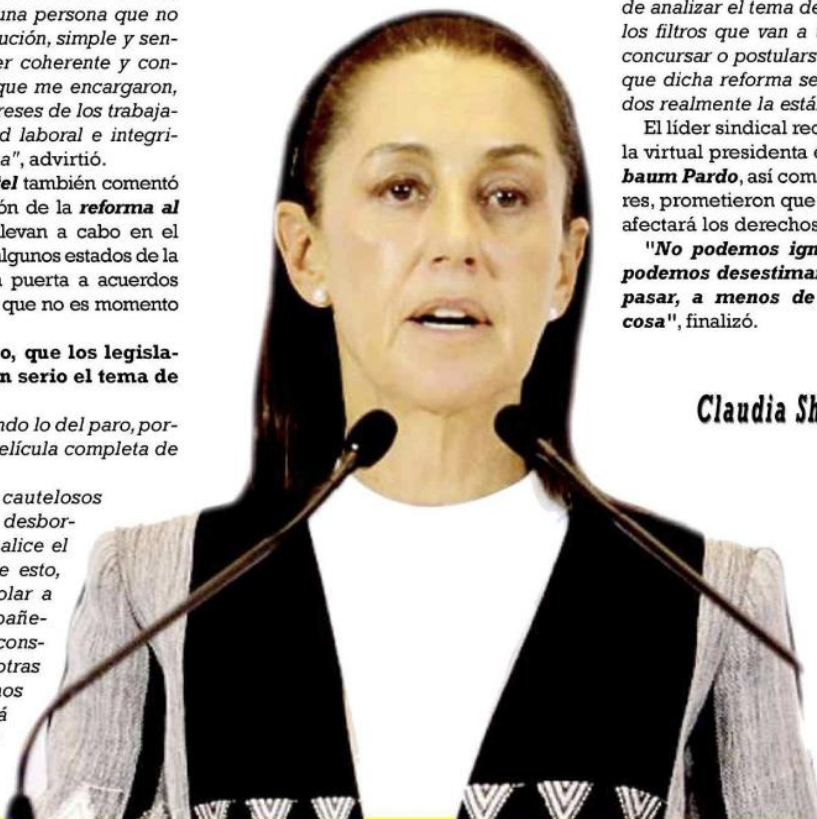 una persona que no
ución, simple y sen-
er coherente y con-
que me encargaron,
reses de los trabaja-
d laboral e integri-
a", advirtió.
el también comentó
ón de la reforma al
levan a cabo en el
algunos estados de la
puerta a acuerdos
que no es momento
o, que los legisla-
n serio el tema de
ndo lo del paro, por-
elícula completa de
cautelosos
desbor-
alice el
e esto,
olar a
pañe-
cons-
otras
nos
á
de analizar el tema de
los filtros que van a
concursar o postulars
que dicha reforma se
dos realmente la está
El líder sindical rec
la virtual presidenta
baum Pardo, así com
res, prometieron que
afectará los derechos
"No podemos ign
podemos desestima
pasar, a menos de
cosa", finalizó.
Claudia Sh